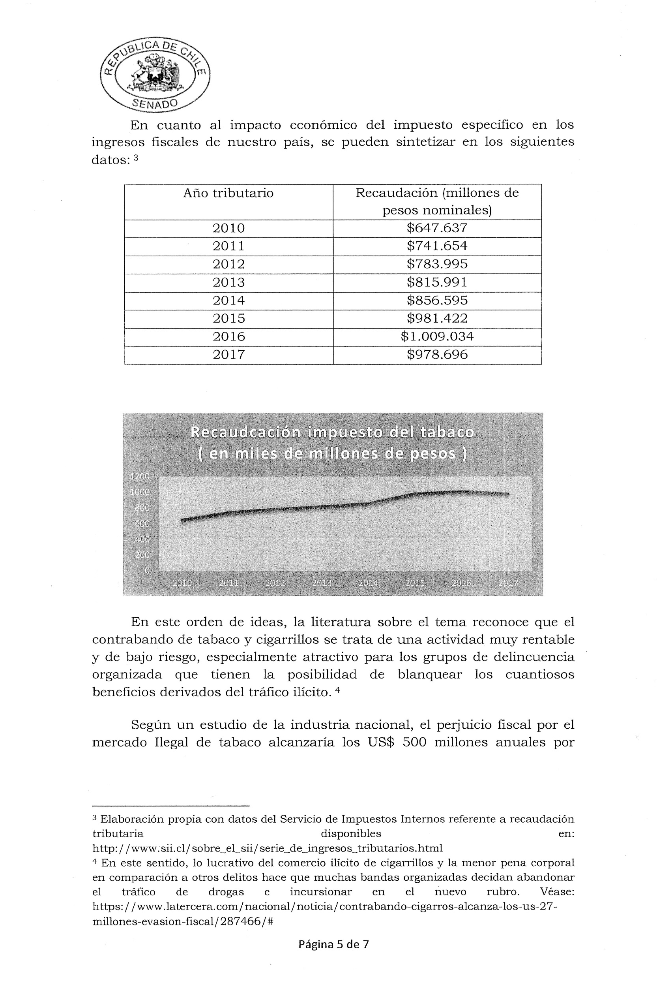 REPUBLICA DE CHILE
SENADO
En cuanto al impacto económico del impuesto específico en los
ingresos fiscales de nuestro país, se pueden sintetizar en los siguientes
datos: 3
Año tributario Recaudación (millones de
pesos nominales)
2010 $647.637
2011 $741.654
2012 $783.995
2013 $815.991
2014 $856.595
2015 $981.422
2016 $1.009.034
2017 $978.696
Recaudcación impuesto del tabaco
( en miles de millones de pesos )
1200
1000
800
600
400
200
0
2010 2011 2012 2013 2014 2015 2016 2017
En este orden de ideas, la literatura sobre el tema reconoce que el
contrabando de tabaco y cigarrillos se trata de una actividad muy rentable
y de bajo riesgo, especialmente atractivo para los grupos de delincuencia
organizada que tienen la posibilidad de blanquear los cuantiosos
beneficios derivados del tráfico ilícito. 4
Según un estudio de la industria nacional, el perjuicio fiscal por el
mercado Ilegal de tabaco alcanzaría los US$ 500 millones anuales por
3 Elaboración propia con datos del Servicio de Impuestos Internos referente a recaudación
tributaria disponibles en:
http://www.sii.cl/sobre_el_sii/serie_de_ingresos_tributarios.html
4 En este sentido, lo lucrativo del comercio ilícito de cigarrillos y la menor pena corporal
en comparación a otros delitos hace que muchas bandas organizadas decidan abandonar
el tráfico de drogas e incursionar en el nuevo rubro. Véase:
https://www.latercera.com/nacional/noticia/contrabando-cigarros-alcanza-los-us-27-
millones-evasion-fiscal/287466/#
Página 5 de 7